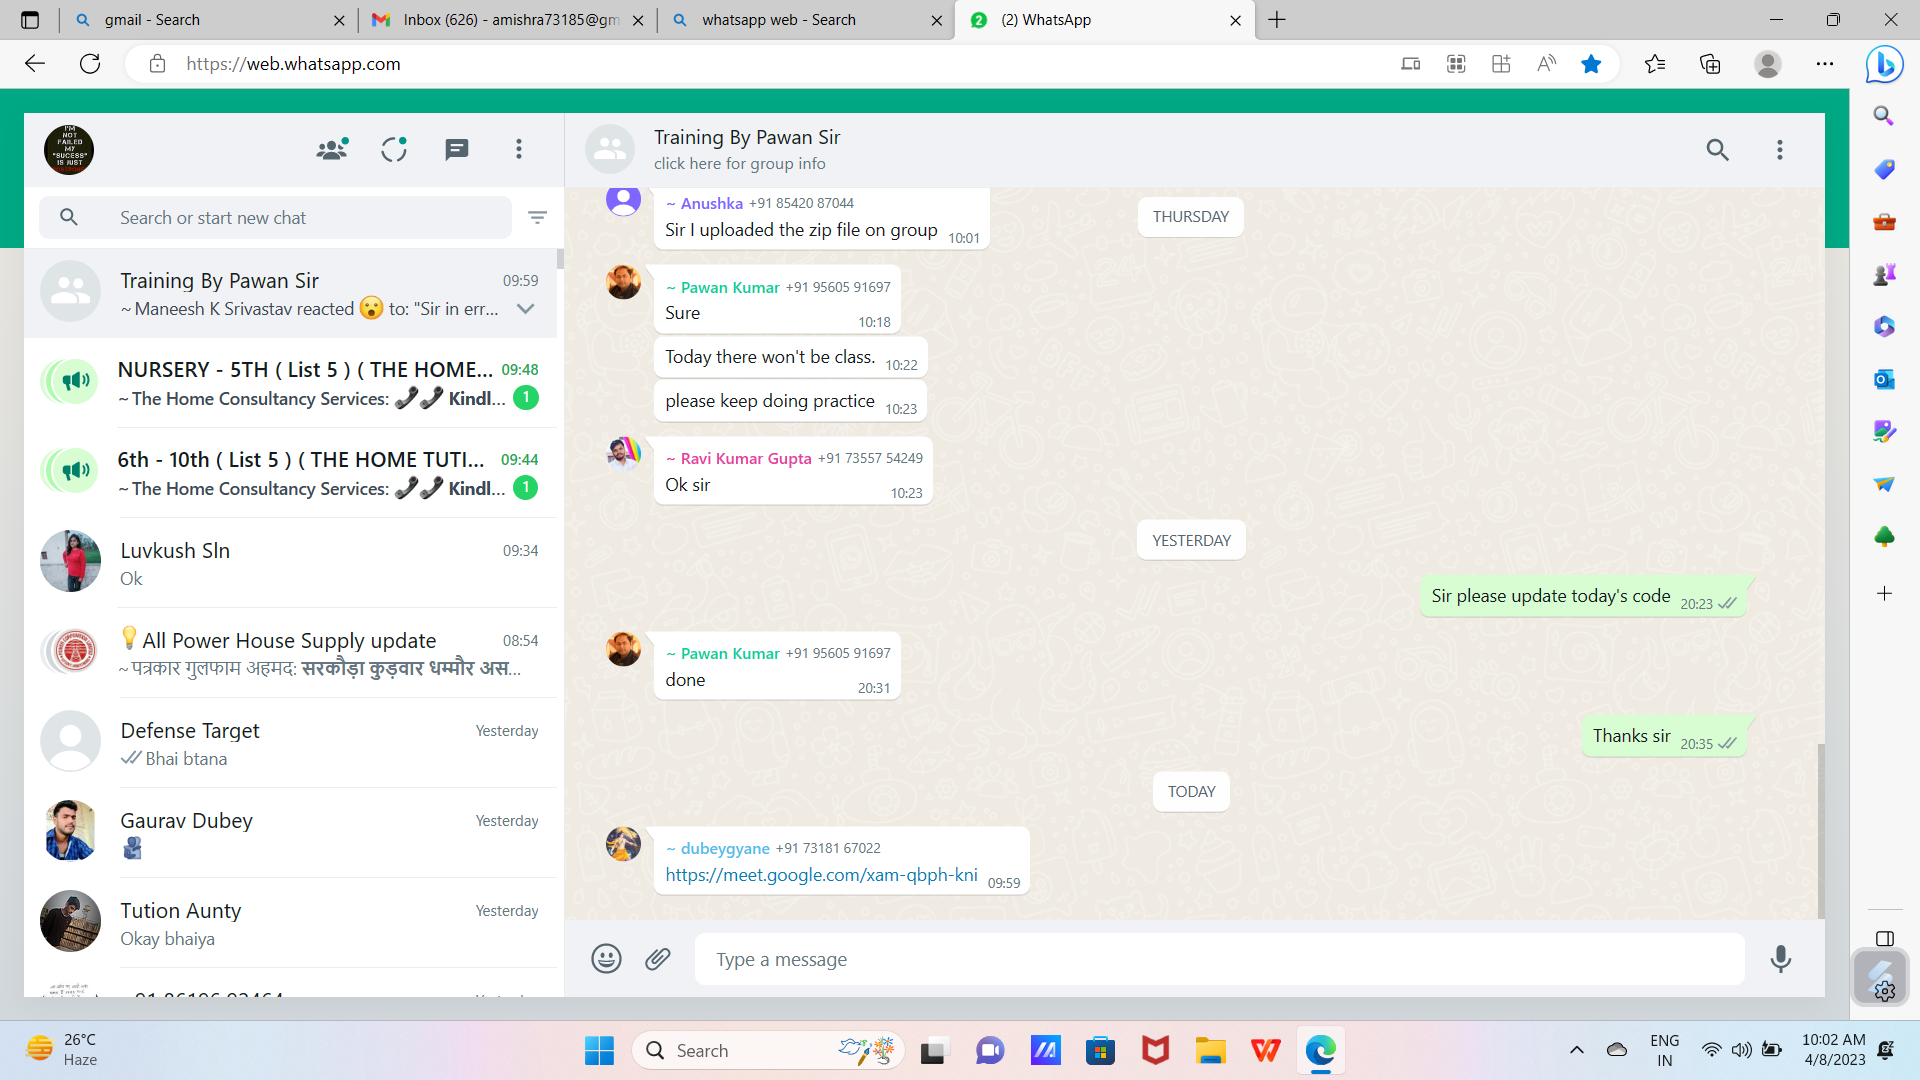 gmail - Search
Inbox (626) - amishra73185@gm
whatsapp web - Search
2 (2) WhatsApp
https://web.whatsapp.com
I'M
NOT
FAILED
MY
"SUCESS"
IS JUST
Training By Pawan Sir
click here for group info
Search or start new chat
Training By Pawan Sir 09:59
~ Maneesh K Srivastav reacted 😮 to: "Sir in err...
NURSERY - 5TH ( List 5 ) ( THE HOME... 09:48
~ The Home Consultancy Services: 📞📞 Kindl... 1
6th - 10th ( List 5 ) ( THE HOME TUTI... 09:44
~ The Home Consultancy Services: 📞📞 Kindl... 1
Luvkush Sln 09:34
Ok
💡All Power House Supply update 08:54
~ पत्रकार गुलफाम अहमद: सरकौड़ा कुड़वार धम्मौर अस...
Defense Target Yesterday
Bhai btana
Gaurav Dubey Yesterday
Tution Aunty Yesterday
Okay bhaiya
THURSDAY
~ Anushka +91 85420 87044
Sir I uploaded the zip file on group 10:01
~ Pawan Kumar +91 95605 91697
Sure 10:18
Today there won't be class. 10:22
please keep doing practice 10:23
~ Ravi Kumar Gupta +91 73557 54249
Ok sir 10:23
YESTERDAY
Sir please update today's code 20:23
~ Pawan Kumar +91 95605 91697
done 20:31
Thanks sir 20:35
TODAY
~ dubeygyane +91 73181 67022
https://meet.google.com/xam-qbph-kni 09:59
Type a message
26°C
Haze
Search
ENG
IN
10:02 AM
4/8/2023